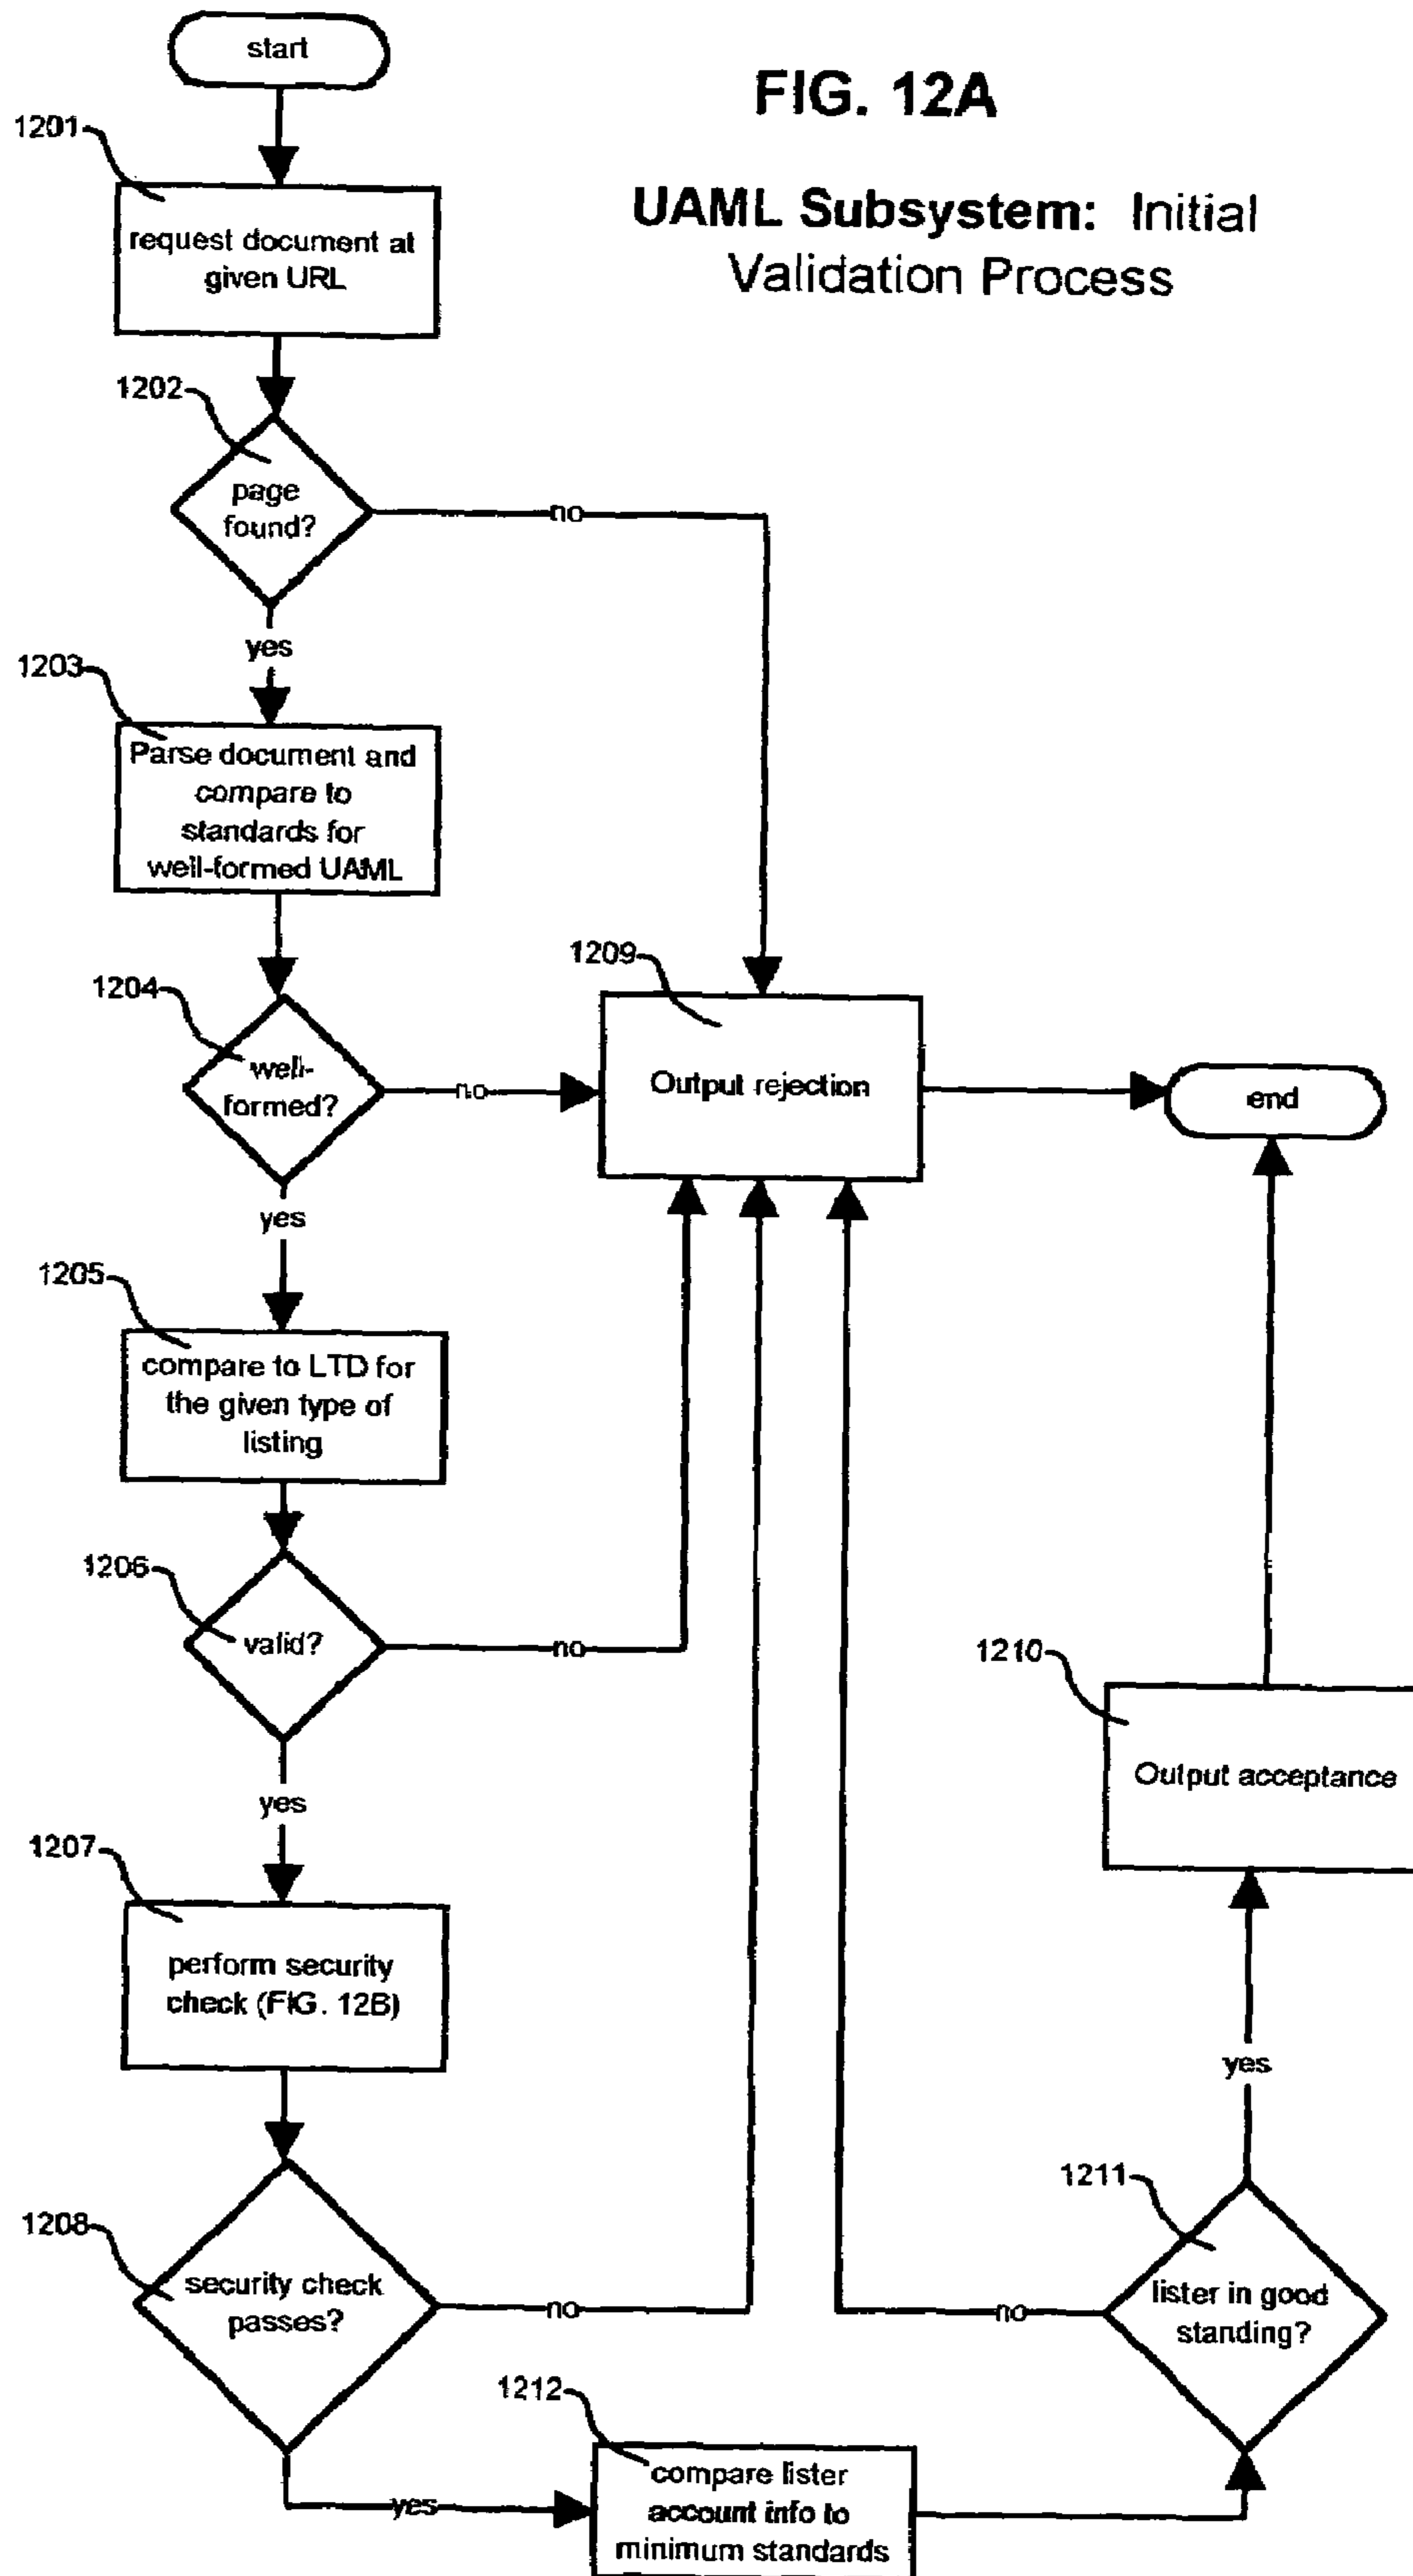 start
FIG. 12A
UAML Subsystem: Initial
Validation Process
1201
request document at
given URL
1202
page
found?
no
yes
1203
Parse document and
compare to
standards for
well-formed UAML
1209
1204
well-
formed?
no
Output rejection
end
yes
1205
compare to LTD for
the given type of
listing
1206
valid?
no
1210
Output acceptance
yes
1207
perform security
check (FIG. 12B)
yes
1211
1208
security check
passes?
no
no
lister in good
standing?
1212
yes
compare lister
account info to
minimum standards